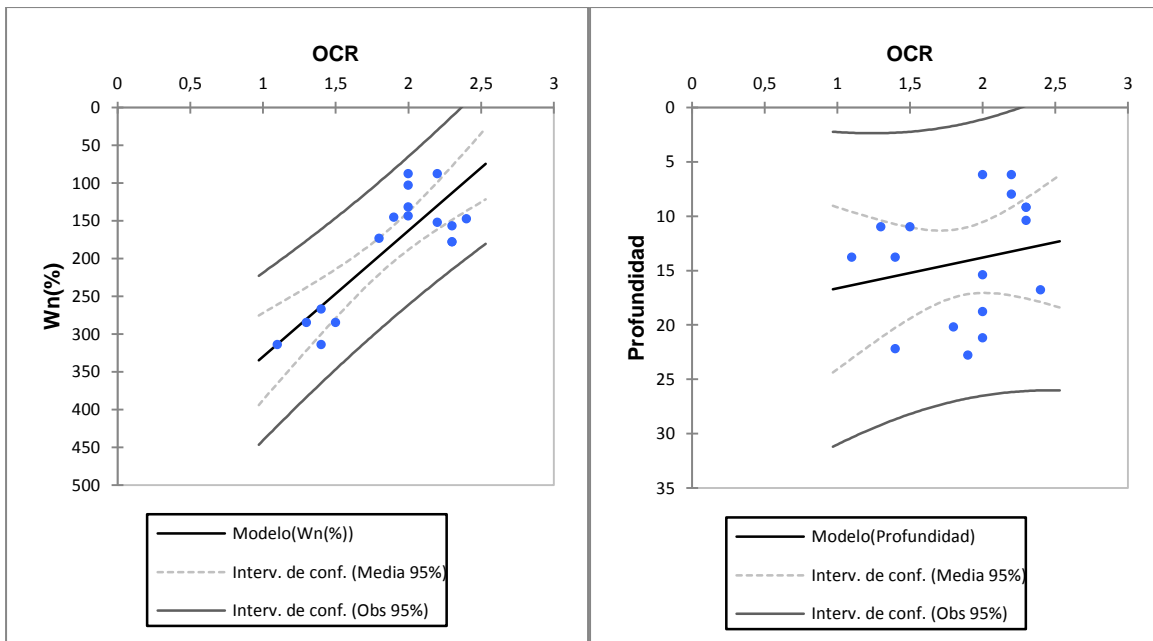 OCR
0 0,5 1 1,5 2 2,5 3
0
50
100
150
200
250
300
350
400
450
500
Wn(%)
Modelo(Wn(%))
Interv. de conf. (Media 95%)
Interv. de conf. (Obs 95%)
OCR
0 0,5 1 1,5 2 2,5 3
0
5
10
15
20
25
30
35
Profundidad
Modelo(Profundidad)
Interv. de conf. (Media 95%)
Interv. de conf. (Obs 95%)